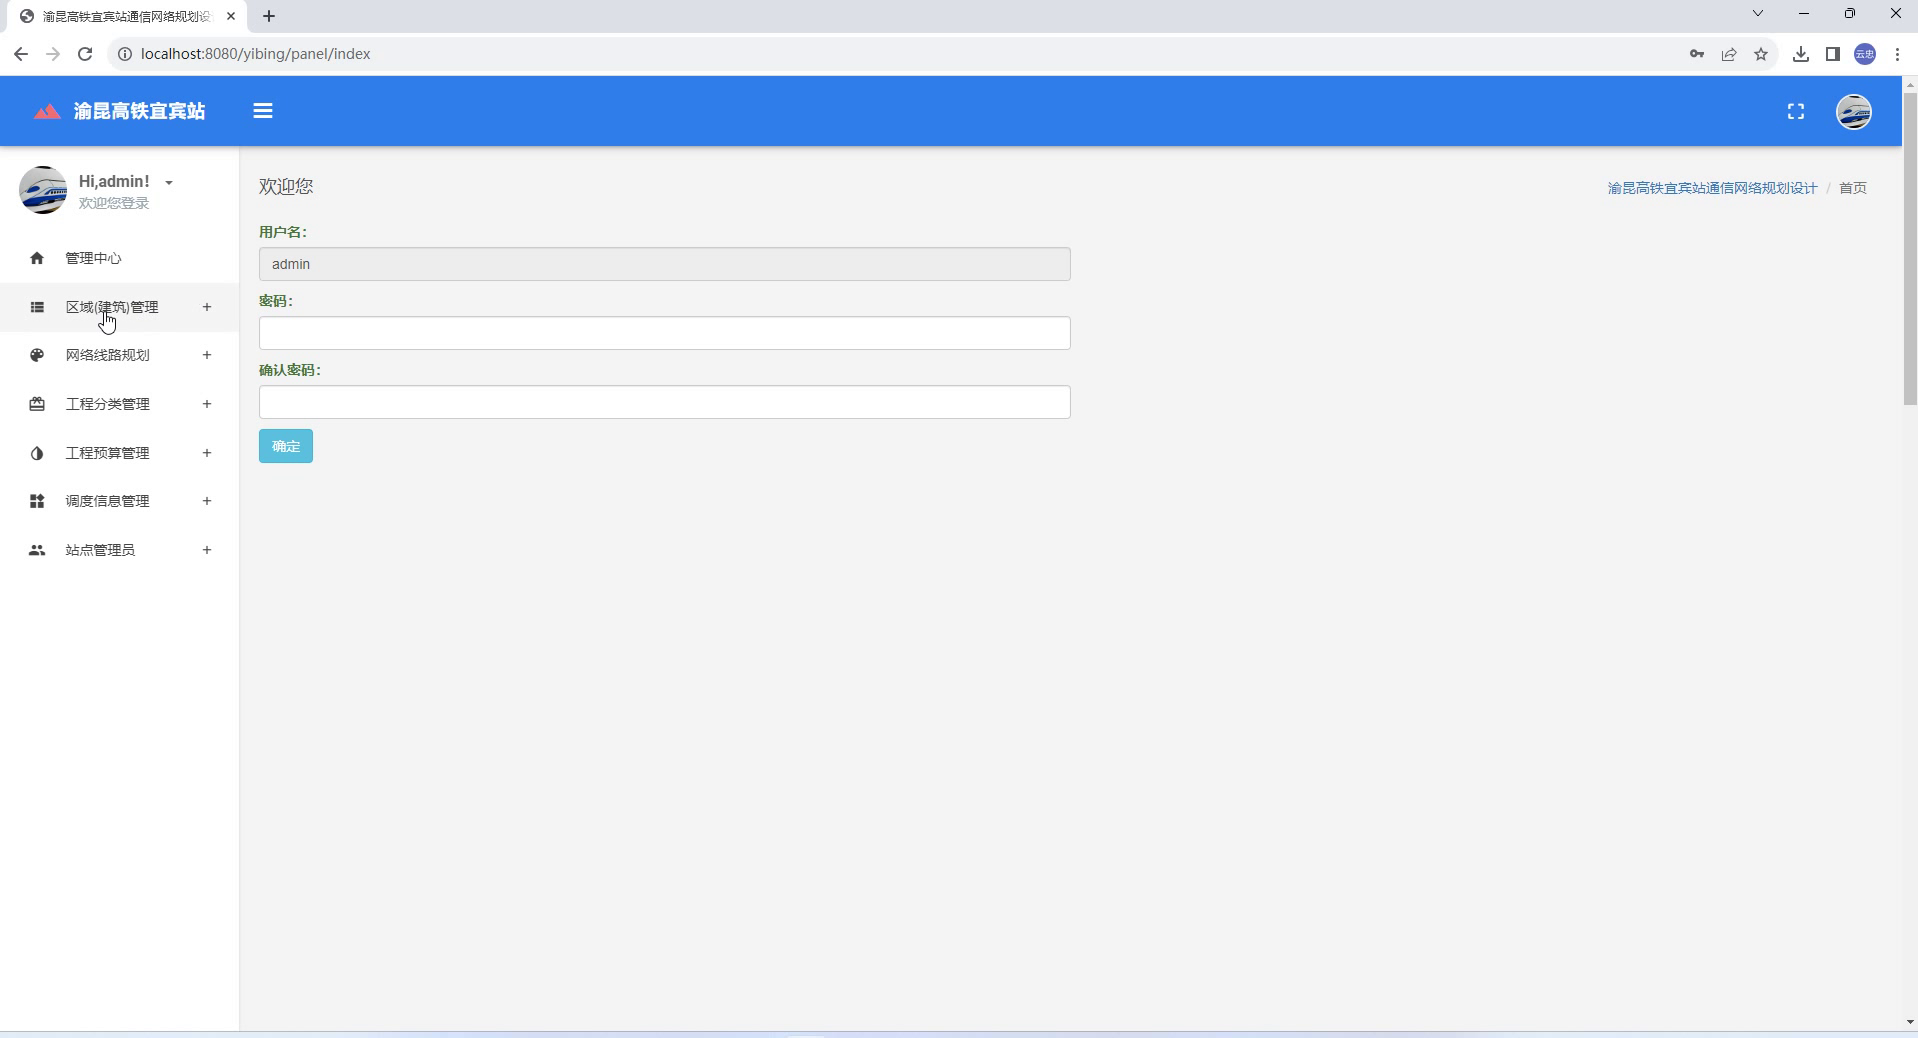 渝昆高铁宜宾站通信网络规划设
localhost:8080/yibing/panel/index
云忠
渝昆高铁宜宾站
Hi,admin!
欢迎您登录
管理中心
区域(建筑)管理 +
网络线路规划 +
工程分类管理 +
工程预算管理 +
调度信息管理 +
站点管理员 +
欢迎您
渝昆高铁宜宾站通信网络规划设计 / 首页
用户名：
admin
密码：
确认密码：
确定